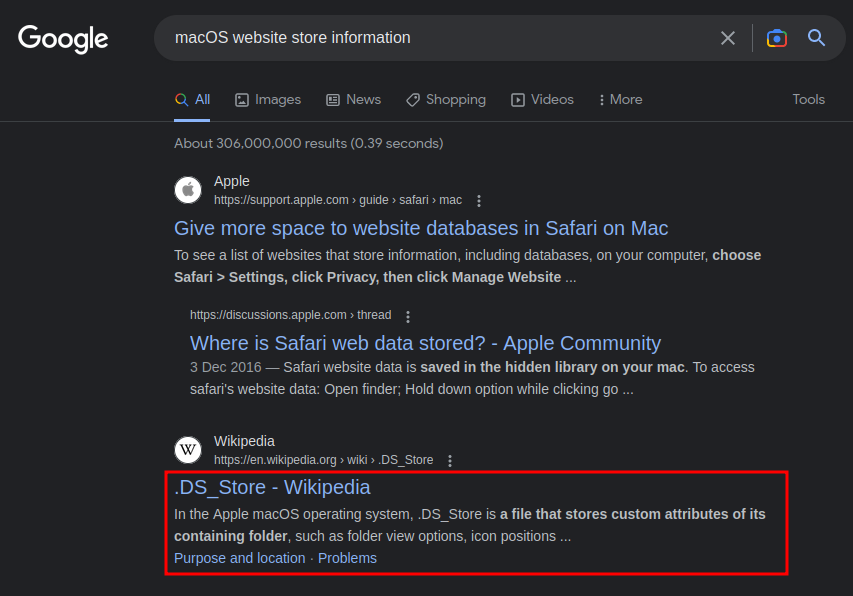 Google
macOS website store information
All Images News Shopping Videos More Tools
About 306,000,000 results (0.39 seconds)
Apple
https://support.apple.com › guide › safari › mac
Give more space to website databases in Safari on Mac
To see a list of websites that store information, including databases, on your computer, choose
Safari > Settings, click Privacy, then click Manage Website ...
https://discussions.apple.com › thread
Where is Safari web data stored? - Apple Community
3 Dec 2016 — Safari website data is saved in the hidden library on your mac. To access
safari's website data: Open finder; Hold down option while clicking go ...
W
Wikipedia
https://en.wikipedia.org › wiki › .DS_Store
.DS_Store - Wikipedia
In the Apple macOS operating system, .DS_Store is a file that stores custom attributes of its
containing folder, such as folder view options, icon positions ...
Purpose and location · Problems